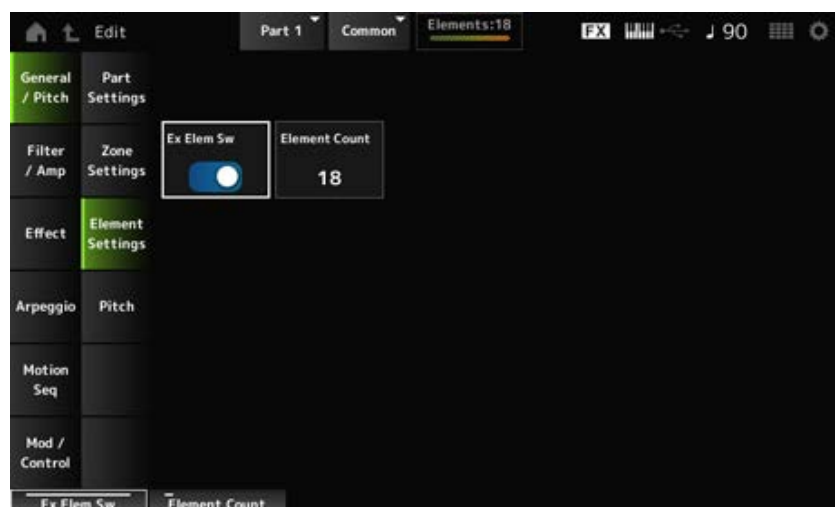 Edit
Part 1
Common
Elements:18
FX
♩ 90
General
/ Pitch
Part
Settings
Filter
/ Amp
Zone
Settings
Ex Elem Sw
Element Count
18
Effect
Element
Settings
Arpeggio
Pitch
Motion
Seq
Mod /
Control
Ex Elem Sw
Element Count